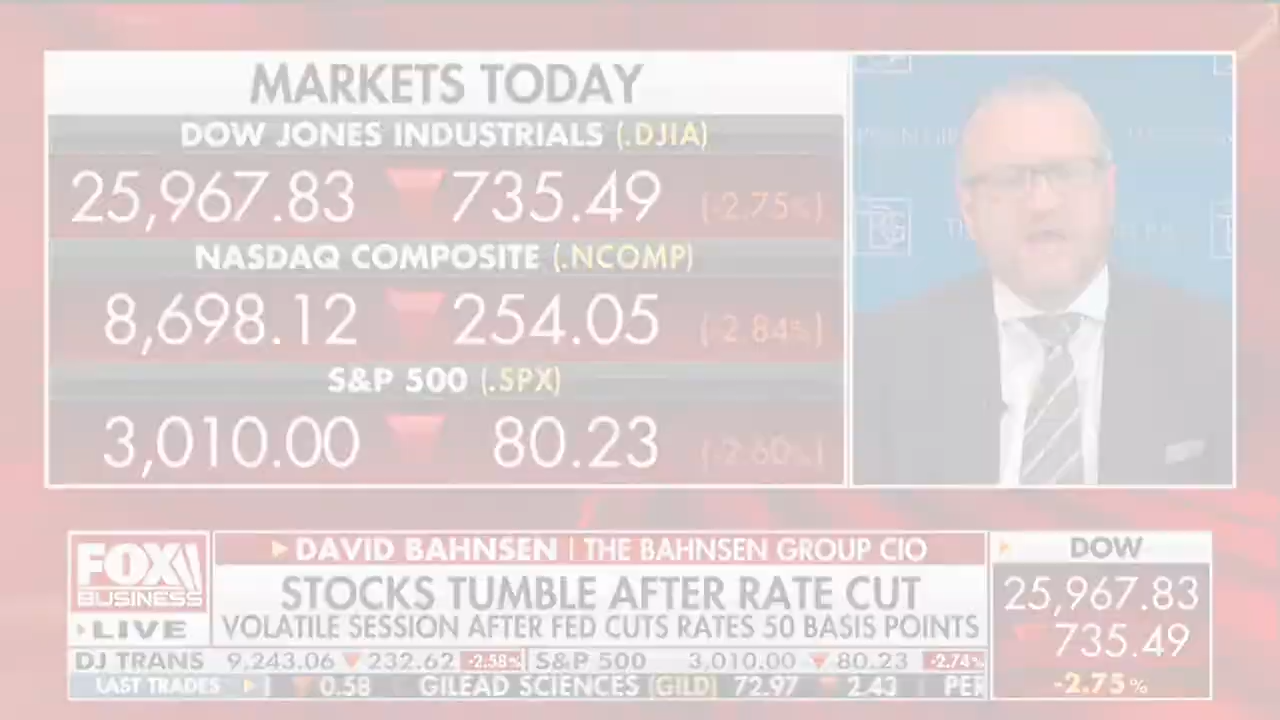 MARKETS TODAY
DOW JONES INDUSTRIALS (.DJIA)
25,967.83 735.49 (-2.75%)
NASDAQ COMPOSITE (.NCOMP)
8,698.12 254.05 (-2.84%)
S&P 500 (.SPX)
3,010.00 80.23 (-2.60%)
FOX BUSINESS
LIVE
DAVID BAHNSEN | THE BAHNSEN GROUP CIO
STOCKS TUMBLE AFTER RATE CUT
VOLATILE SESSION AFTER FED CUTS RATES 50 BASIS POINTS
DJ TRANS 9,243.06 232.62 -2.58% S&P 500 3,010.00 80.23 -2.74%
LAST TRADES 0.58 GILEAD SCIENCES (GILD) 72.97 2.43
DOW
25,967.83
735.49
-2.75%